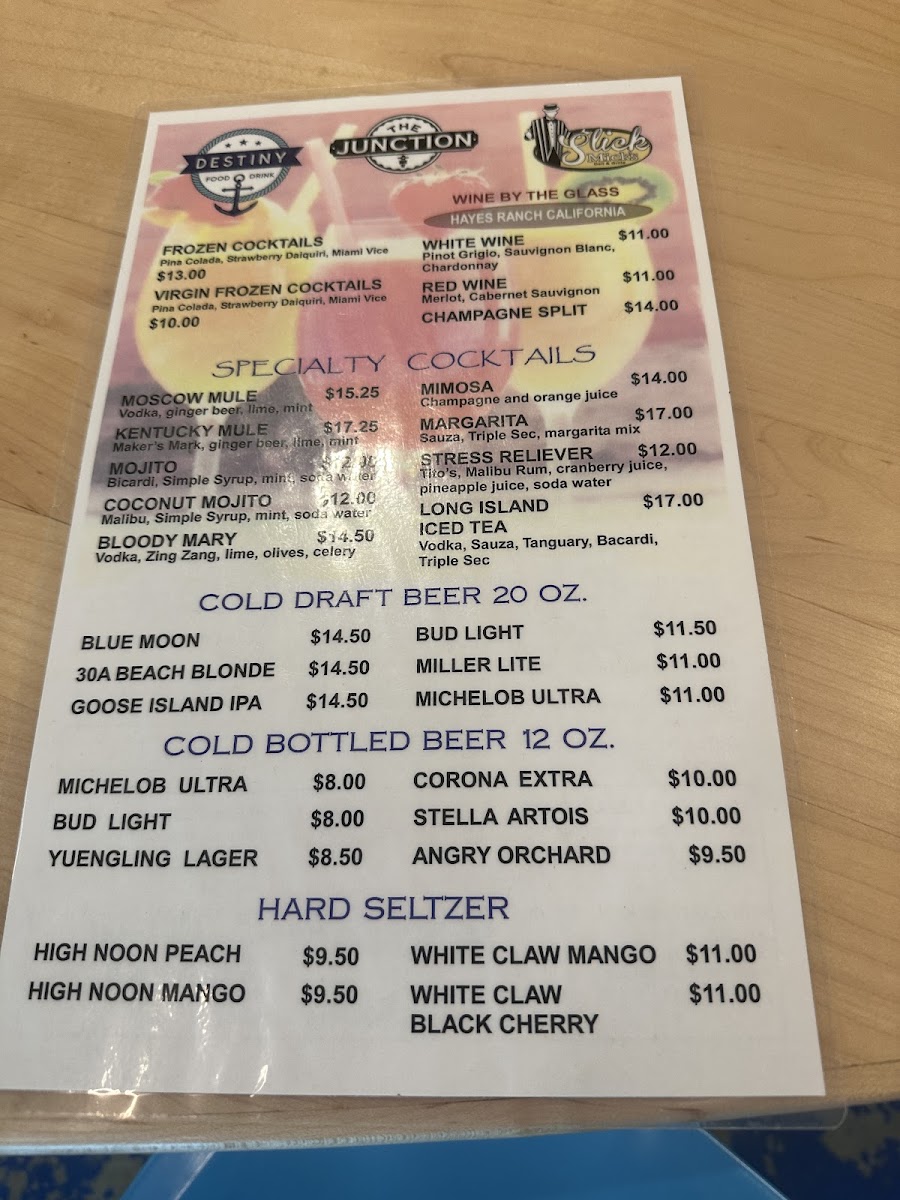 DESTINY
FOOD DRINK
THE
JUNCTION
Slick
Mick's
WINE BY THE GLASS
HAYES RANCH CALIFORNIA
FROZEN COCKTAILS
Pina Colada, Strawberry Daiquiri, Miami Vice
$13.00
VIRGIN FROZEN COCKTAILS
Pina Colada, Strawberry Daiquiri, Miami Vice
$10.00
WHITE WINE $11.00
Pinot Grigio, Sauvignon Blanc,
Chardonnay
RED WINE $11.00
Merlot, Cabernet Sauvignon
CHAMPAGNE SPLIT $14.00
SPECIALTY COCKTAILS
MOSCOW MULE $15.25
Vodka, ginger beer, lime, mint
KENTUCKY MULE $17.25
Maker's Mark, ginger beer, lime, mint
MOJITO $12.00
Bicardi, Simple Syrup, mint, soda water
COCONUT MOJITO $12.00
Malibu, Simple Syrup, mint, soda water
BLOODY MARY $14.50
Vodka, Zing Zang, lime, olives, celery
MIMOSA $14.00
Champagne and orange juice
MARGARITA $17.00
Sauza, Triple Sec, margarita mix
STRESS RELIEVER $12.00
Tito's, Malibu Rum, cranberry juice,
pineapple juice, soda water
LONG ISLAND $17.00
ICED TEA
Vodka, Sauza, Tanguary, Bacardi,
Triple Sec
COLD DRAFT BEER 20 OZ.
BLUE MOON $14.50
30A BEACH BLONDE $14.50
GOOSE ISLAND IPA $14.50
BUD LIGHT $11.50
MILLER LITE $11.00
MICHELOB ULTRA $11.00
COLD BOTTLED BEER 12 OZ.
MICHELOB ULTRA $8.00
BUD LIGHT $8.00
YUENGLING LAGER $8.50
CORONA EXTRA $10.00
STELLA ARTOIS $10.00
ANGRY ORCHARD $9.50
HARD SELTZER
HIGH NOON PEACH $9.50
HIGH NOON MANGO $9.50
WHITE CLAW MANGO $11.00
WHITE CLAW $11.00
BLACK CHERRY